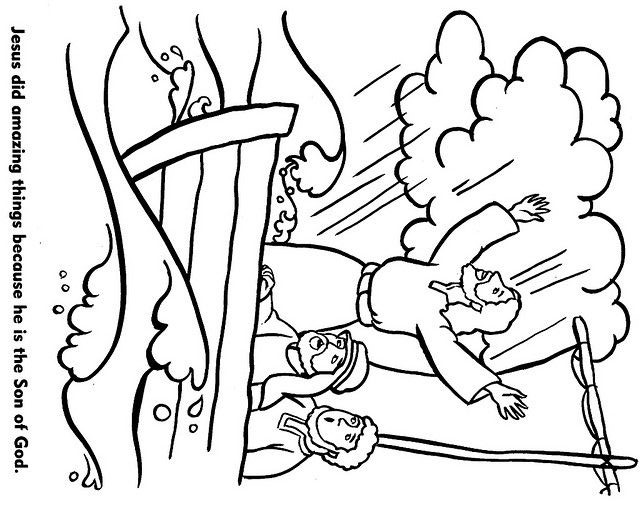 Jesus did amazing things because he is the Son of God.